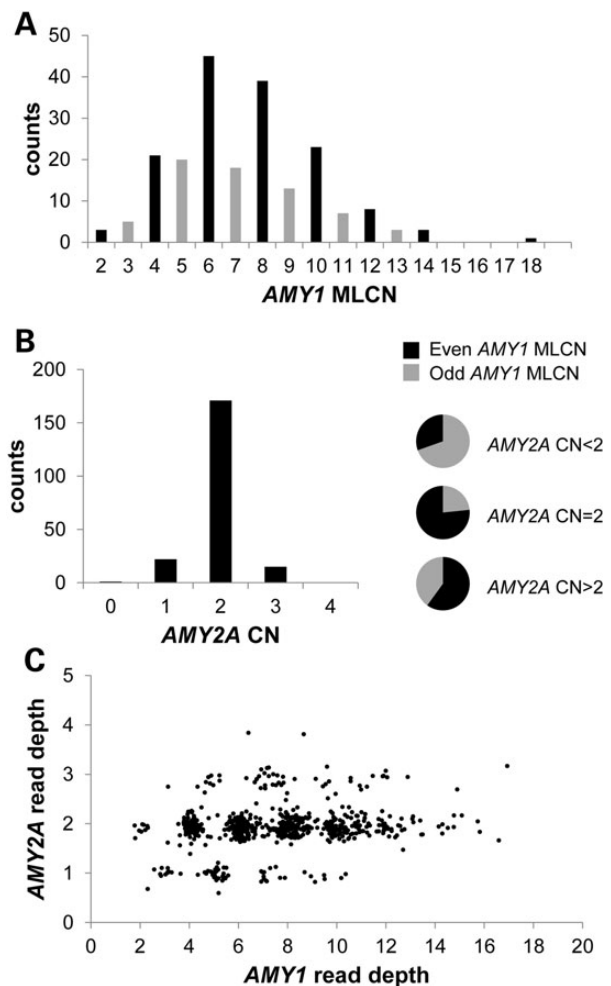 A
50
40
30
20
10
0
counts
2 3 4 5 6 7 8 9 10 11 12 13 14 15 16 17 18
AMY1 MLCN
B
200
150
100
50
0
counts
0 1 2 3 4
AMY2A CN
Even AMY1 MLCN
Odd AMY1 MLCN
AMY2A CN<2
AMY2A CN=2
AMY2A CN>2
C
5
4
3
2
1
0
AMY2A read depth
0 2 4 6 8 10 12 14 16 18 20
AMY1 read depth